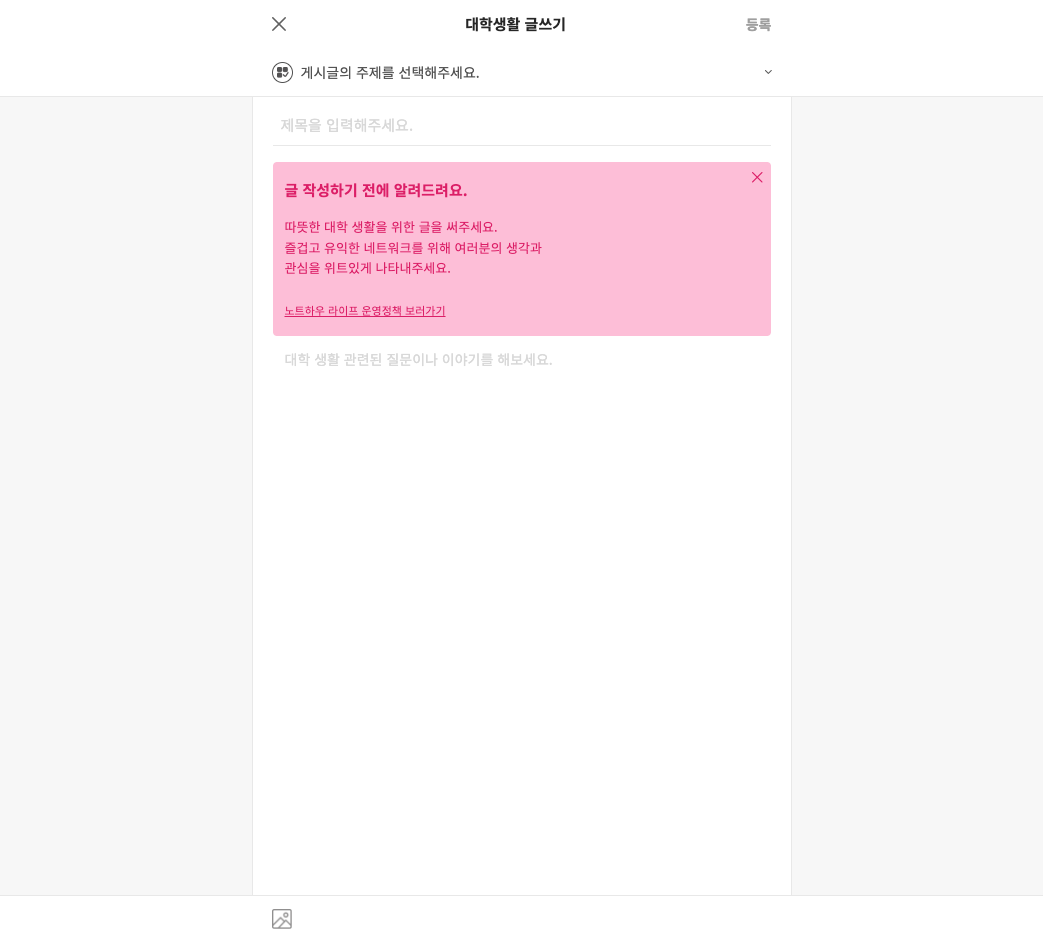 대학생활 글쓰기
등록
게시글의 주제를 선택해주세요.
제목을 입력해주세요.
글 작성하기 전에 알려드려요.
따뜻한 대학 생활을 위한 글을 써주세요.
즐겁고 유익한 네트워크를 위해 여러분의 생각과
관심을 위트있게 나타내주세요.
노트하우 라이프 운영정책 보러가기
대학 생활 관련된 질문이나 이야기를 해보세요.